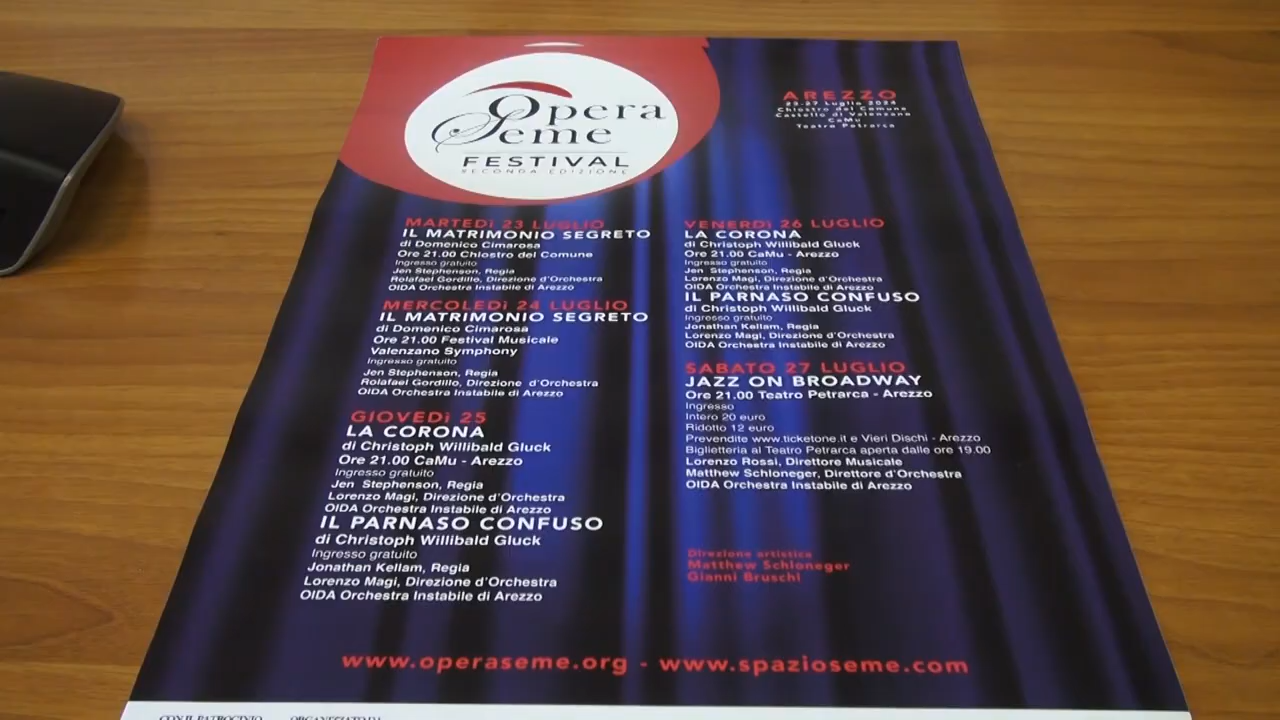 Opera
Seme
FESTIVAL
SECONDA EDIZIONE
AREZZO
23-27 Luglio 2024
Chiostro del Comune
Castello di Valenzano
CaMu
Teatro Petrarca
MARTEDì 23 LUGLIO
IL MATRIMONIO SEGRETO
di Domenico Cimarosa
Ore 21.00 Chiostro del Comune
Ingresso gratuito
Jen Stephenson, Regia
Rolafael Gordillo, Direzione d'Orchestra
OIDA Orchestra Instabile di Arezzo
MERCOLEDì 24 LUGLIO
IL MATRIMONIO SEGRETO
di Domenico Cimarosa
Ore 21.00 Festival Musicale
Valenzano Symphony
Ingresso gratuito
Jen Stephenson, Regia
Rolafael Gordillo, Direzione d'Orchestra
OIDA Orchestra Instabile di Arezzo
GIOVEDì 25
LA CORONA
di Christoph Willibald Gluck
Ore 21.00 CaMu - Arezzo
Ingresso gratuito
Jen Stephenson, Regia
Lorenzo Magi, Direzione d'Orchestra
OIDA Orchestra Instabile di Arezzo
IL PARNASO CONFUSO
di Christoph Willibald Gluck
Ingresso gratuito
Jonathan Kellam, Regia
Lorenzo Magi, Direzione d'Orchestra
OIDA Orchestra Instabile di Arezzo
VENERDì 26 LUGLIO
LA CORONA
di Christoph Willibald Gluck
Ore 21.00 CaMu - Arezzo
Ingresso gratuito
Jen Stephenson, Regia
Lorenzo Magi, Direzione d'Orchestra
OIDA Orchestra Instabile di Arezzo
IL PARNASO CONFUSO
di Christoph Willibald Gluck
Ingresso gratuito
Jonathan Kellam, Regia
Lorenzo Magi, Direzione d'Orchestra
OIDA Orchestra Instabile di Arezzo
SABATO 27 LUGLIO
JAZZ ON BROADWAY
Ore 21.00 Teatro Petrarca - Arezzo
Ingresso
Intero 20 euro
Ridotto 12 euro
Prevendite www.ticketone.it e Vieri Dischi - Arezzo
Biglietteria al Teatro Petrarca aperta dalle ore 19.00
Lorenzo Rossi, Direttore Musicale
Matthew Schloneger, Direttore d'Orchestra
OIDA Orchestra Instabile di Arezzo
Direzione artistica
Matthew Schloneger
Gianni Bruschi
www.operaseme.org - www.spazioseme.com
CON IL PATROCINIO ORGANIZZATO DA